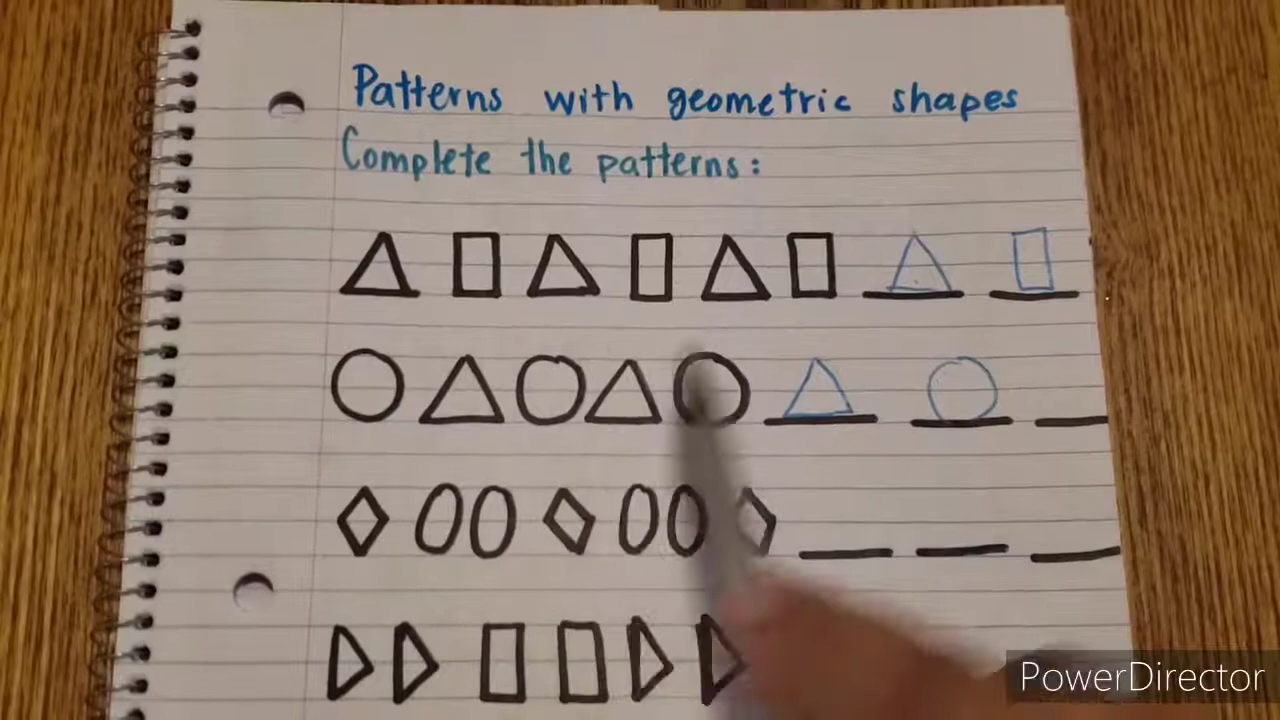 Patterns with geometric shapes
Complete the patterns:
PowerDirector